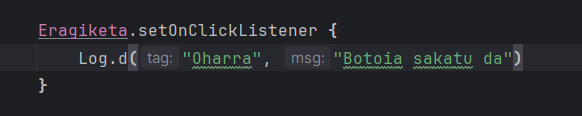 Eragiketa.setOnClickListener {
Log.d( tag: "Oharra", msg: "Botoia sakatu da")
}